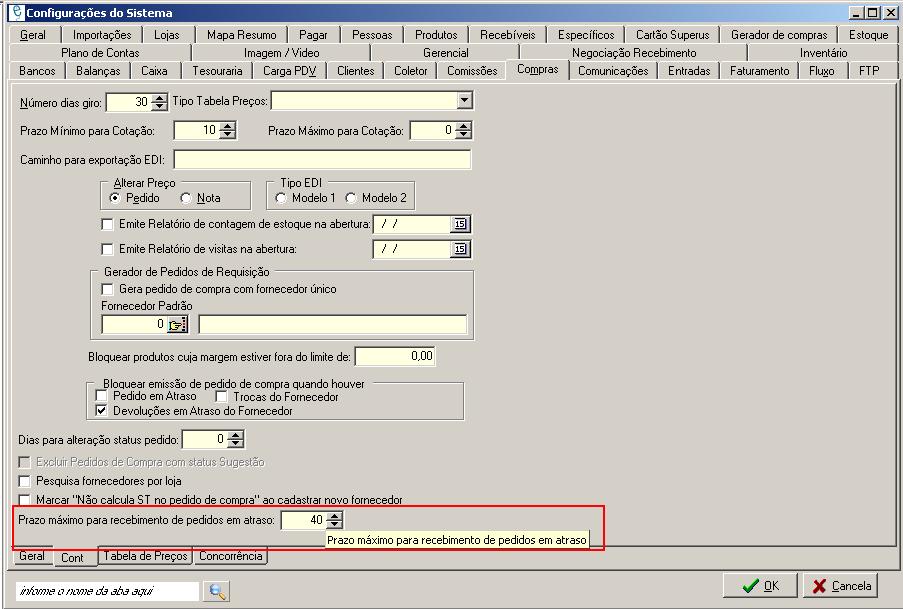 Configurações do Sistema
Geral Importações Lojas Mapa Resumo Pagar Pessoas Produtos Recebíveis Específicos Cartão Superus Gerador de compras Estoque
Plano de Contas Imagem / Video Gerencial Negociação Recebimento Inventário
Bancos Balanças Caixa Tesouraria Carga PDV Clientes Coletor Comissões Compras Comunicações Entradas Faturamento Fluxo FTP
Número dias giro: 30 Tipo Tabela Preços:
Prazo Mínimo para Cotação: 10 Prazo Máximo para Cotação: 0
Caminho para exportação EDI:
Alterar Preço Tipo EDI
Pedido Nota Modelo 1 Modelo 2
Emite Relatório de contagem de estoque na abertura: / / 15
Emite Relatório de visitas na abertura: / / 15
Gerador de Pedidos de Requisição
Gera pedido de compra com fornecedor único
Fornecedor Padrão
0
Bloquear produtos cuja margem estiver fora do limite de: 0,00
Bloquear emissão de pedido de compra quando houver
Pedido em Atraso Trocas do Fornecedor
Devoluções em Atraso do Fornecedor
Dias para alteração status pedido: 0
Excluir Pedidos de Compra com status Sugestão
Pesquisa fornecedores por loja
Marcar "Não calcula ST no pedido de compra" ao cadastrar novo fornecedor
Prazo máximo para recebimento de pedidos em atraso: 40
Prazo máximo para recebimento de pedidos em atraso
Geral Cont Tabela de Preços Concorrência
informe o nome da aba aqui OK Cancela